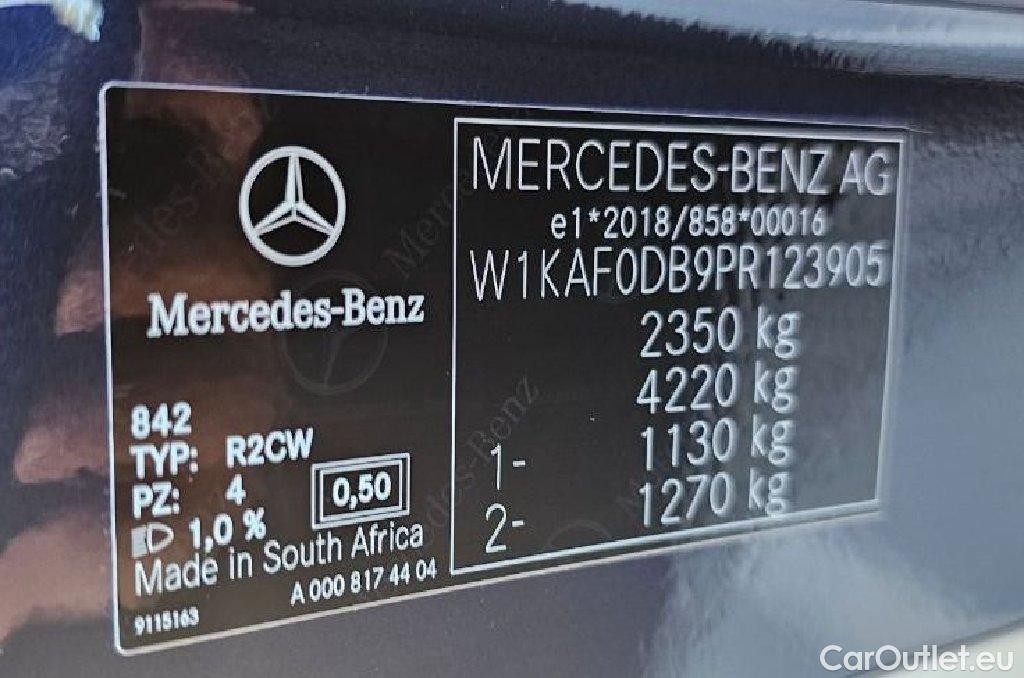 Mercedes-Benz
842
TYP: R2CW
PZ: 4
0,50
1,0 %
Made in South Africa
A 000 817 44 04
9115163
MERCEDES-BENZ AG
e1*2018/858*00016
W1KAF0DB9PR123905
2350 kg
4220 kg
1- 1130 kg
2- 1270 kg
CarOutlet.eu